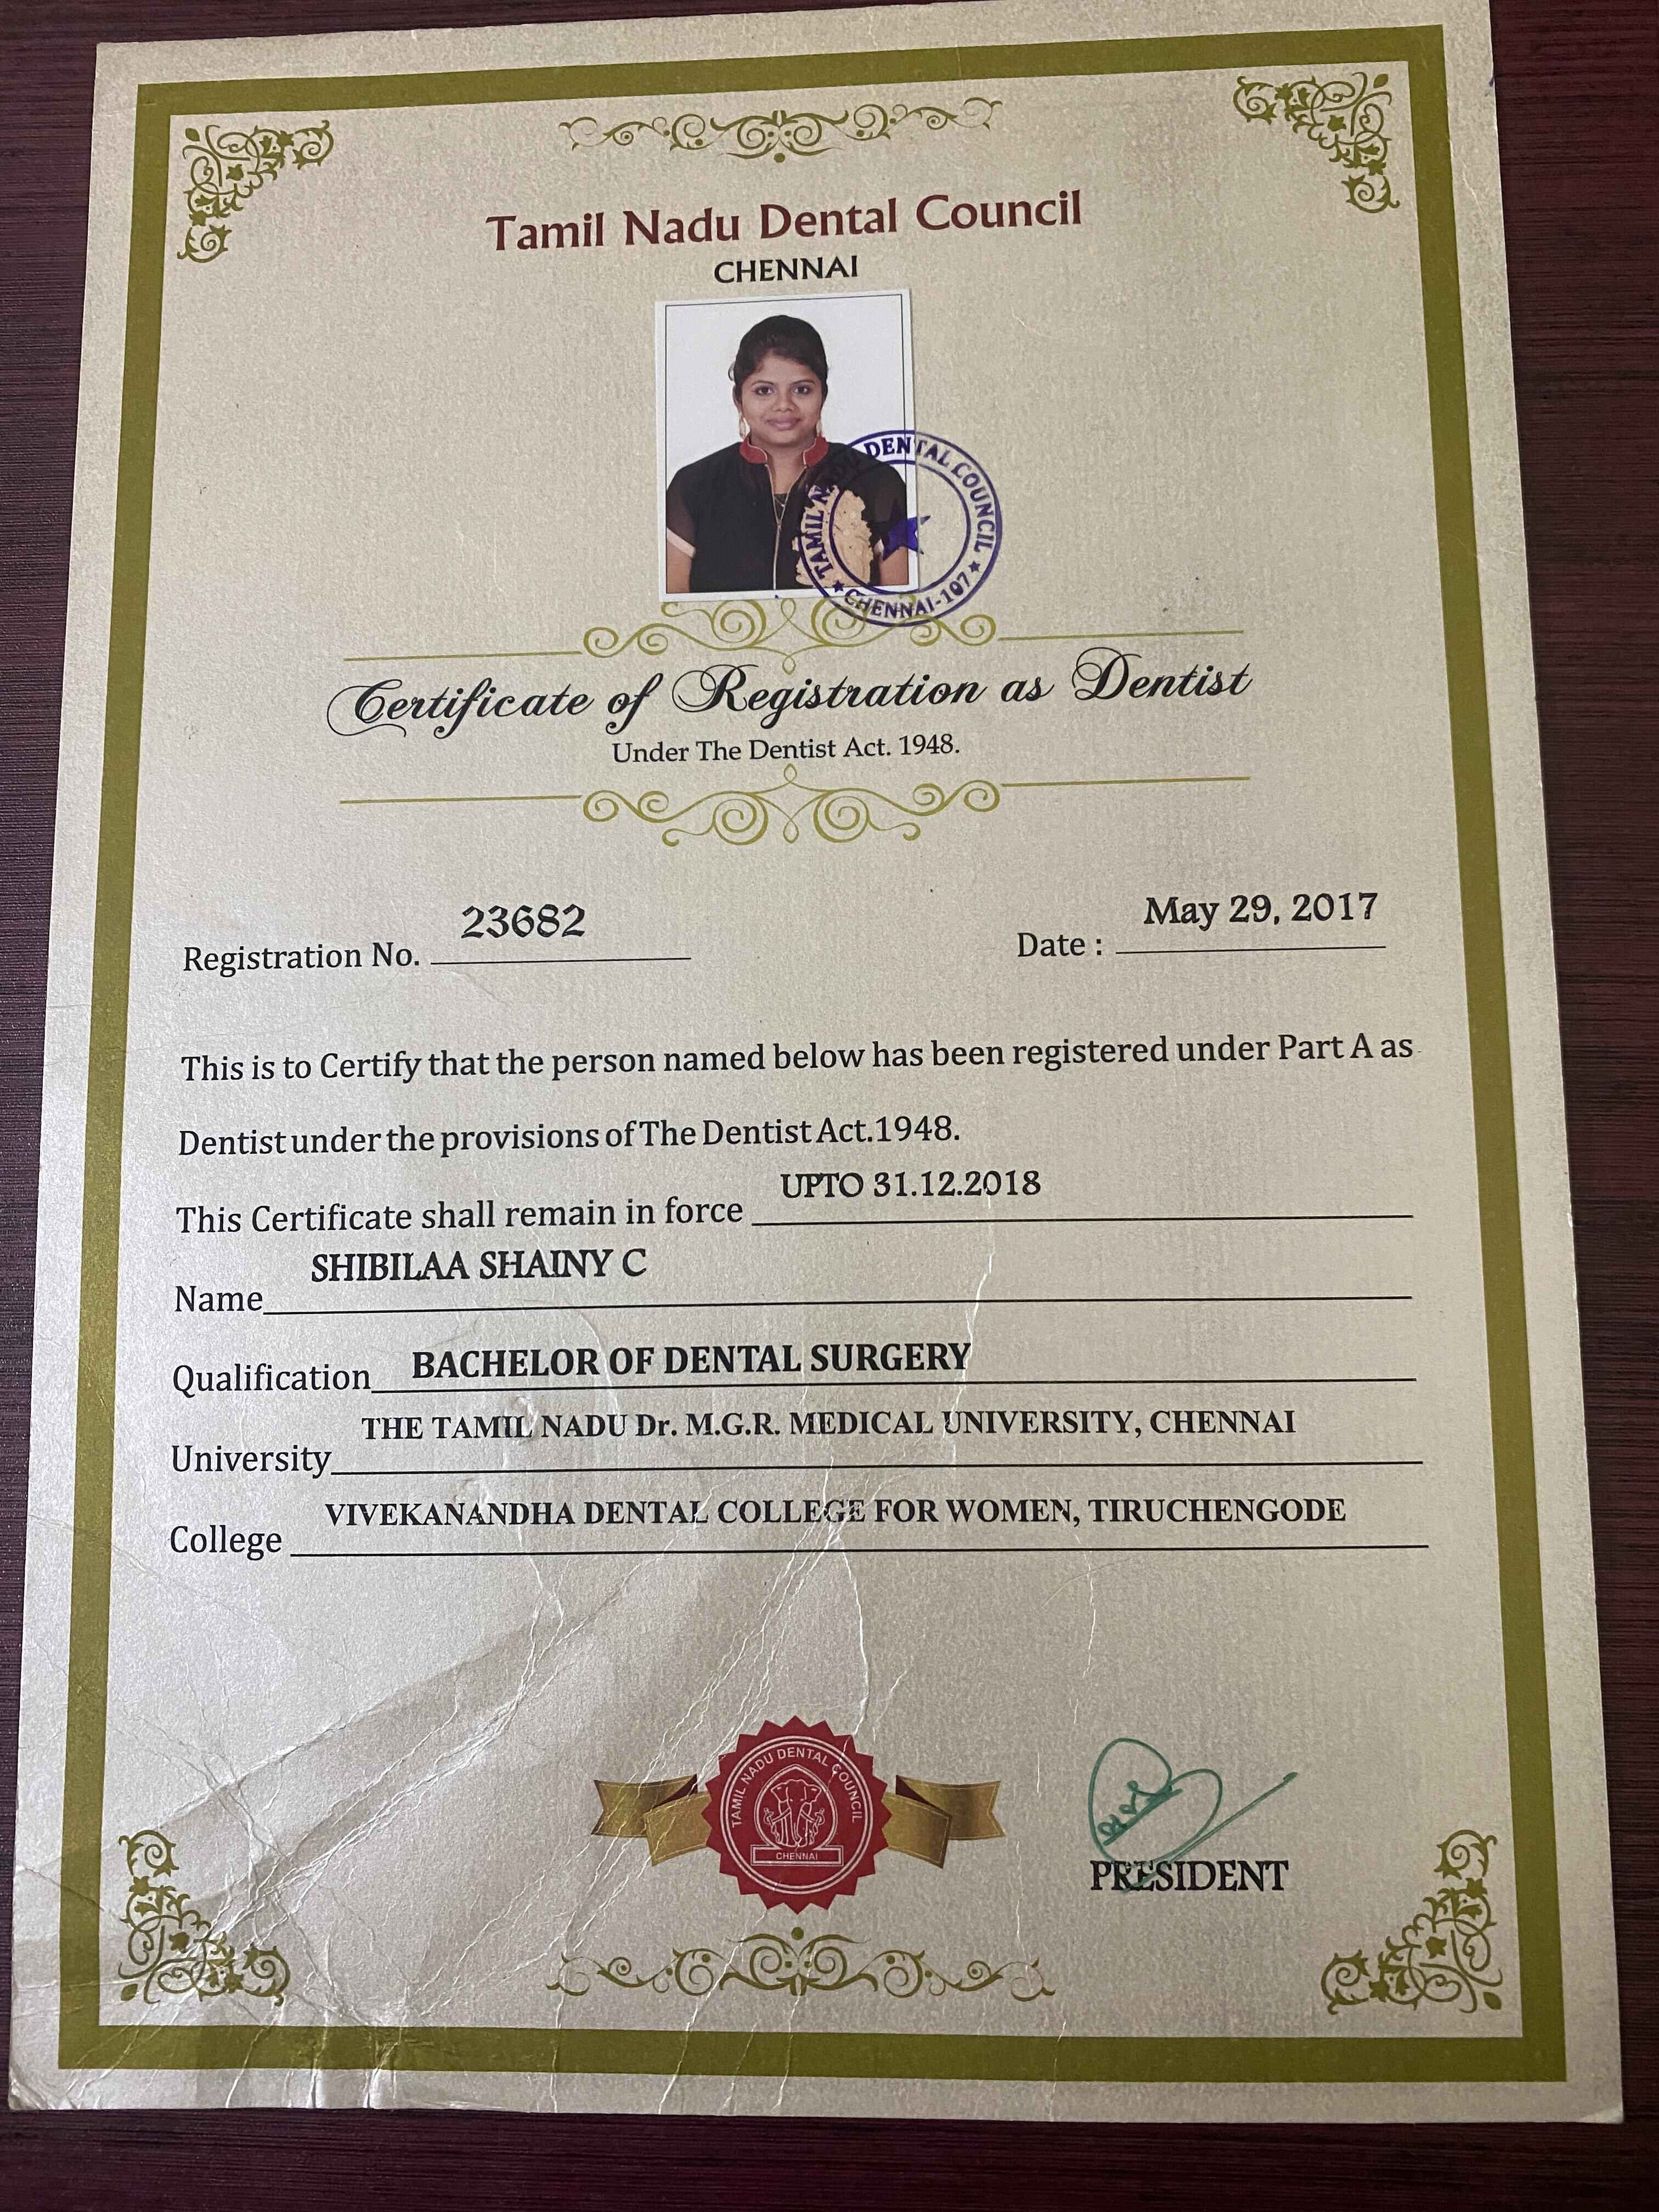 Tamil Nadu Dental Council
CHENNAI
TAMIL NADU DENTAL COUNCIL
CHENNAI-107
Certificate of Registration as Dentist
Under The Dentist Act. 1948.
Registration No. 23682
Date : May 29, 2017
This is to Certify that the person named below has been registered under Part A as
Dentist under the provisions of The Dentist Act.1948.
This Certificate shall remain in force UPTO 31.12.2018
Name SHIBILAA SHAINY C
Qualification BACHELOR OF DENTAL SURGERY
University THE TAMIL NADU Dr. M.G.R. MEDICAL UNIVERSITY, CHENNAI
College VIVEKANANDHA DENTAL COLLEGE FOR WOMEN, TIRUCHENGODE
TAMIL NADU DENTAL COUNCIL
CHENNAI
PRESIDENT